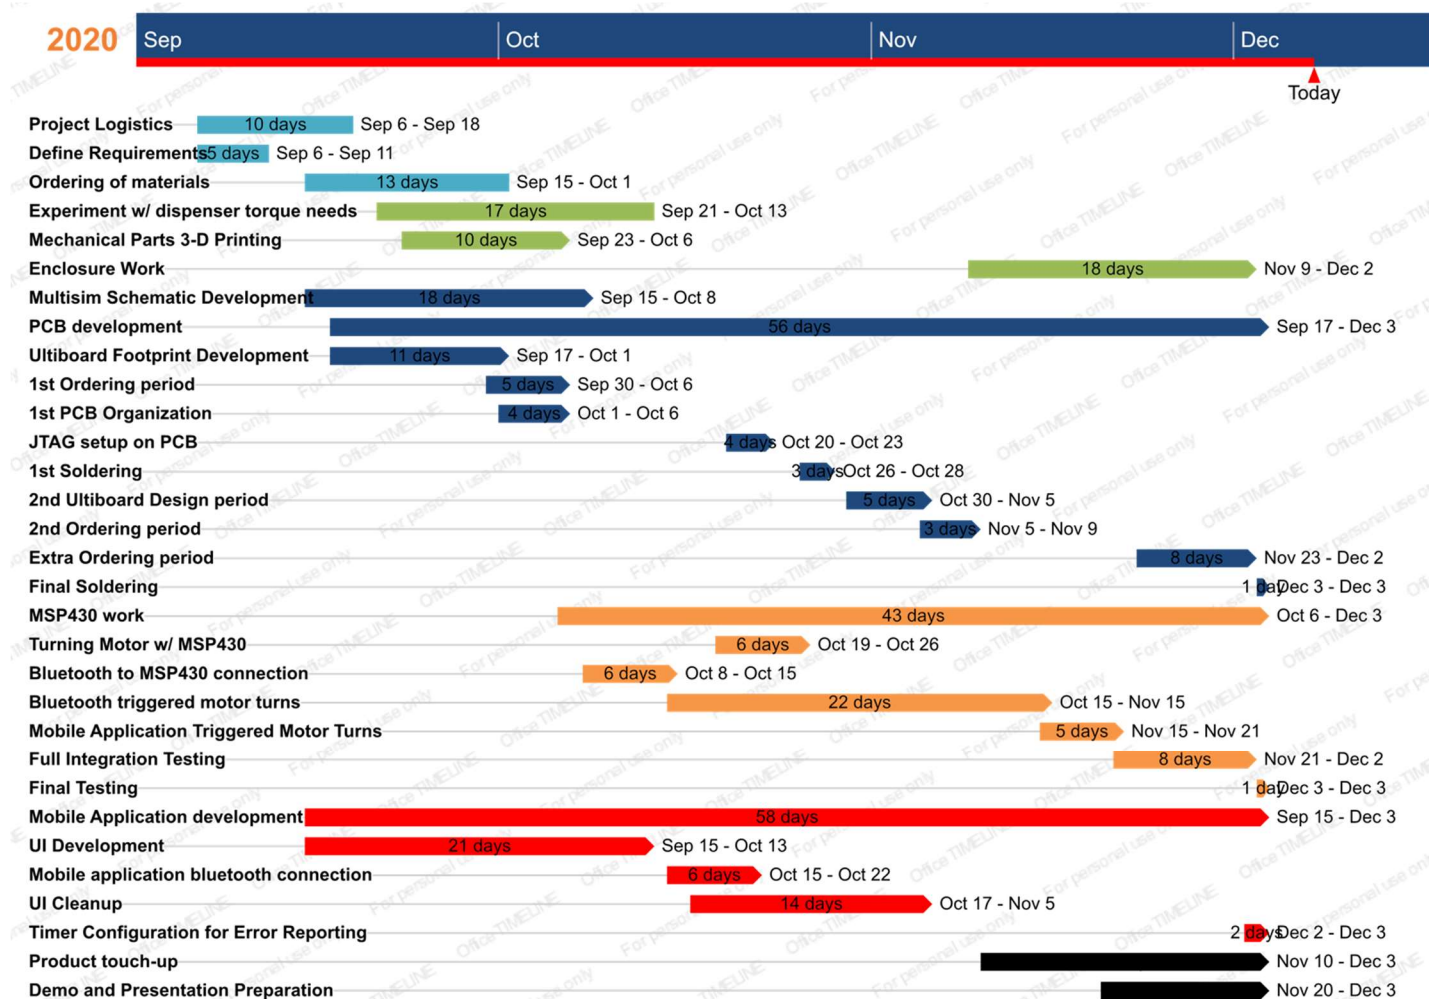 2020 Sep Oct Nov Dec
Today
Project Logistics 10 days Sep 6 - Sep 18
Define Requirements 5 days Sep 6 - Sep 11
Ordering of materials 13 days Sep 15 - Oct 1
Experiment w/ dispenser torque needs 17 days Sep 21 - Oct 13
Mechanical Parts 3-D Printing 10 days Sep 23 - Oct 6
Enclosure Work 18 days Nov 9 - Dec 2
Multisim Schematic Development 18 days Sep 15 - Oct 8
PCB development 56 days Sep 17 - Dec 3
Ultiboard Footprint Development 11 days Sep 17 - Oct 1
1st Ordering period 5 days Sep 30 - Oct 6
1st PCB Organization 4 days Oct 1 - Oct 6
JTAG setup on PCB 4 days Oct 20 - Oct 23
1st Soldering 3 days Oct 26 - Oct 28
2nd Ultiboard Design period 5 days Oct 30 - Nov 5
2nd Ordering period 3 days Nov 5 - Nov 9
Extra Ordering period 8 days Nov 23 - Dec 2
Final Soldering 1 day Dec 3 - Dec 3
MSP430 work 43 days Oct 6 - Dec 3
Turning Motor w/ MSP430 6 days Oct 19 - Oct 26
Bluetooth to MSP430 connection 6 days Oct 8 - Oct 15
Bluetooth triggered motor turns 22 days Oct 15 - Nov 15
Mobile Application Triggered Motor Turns 5 days Nov 15 - Nov 21
Full Integration Testing 8 days Nov 21 - Dec 2
Final Testing 1 day Dec 3 - Dec 3
Mobile Application development 58 days Sep 15 - Dec 3
UI Development 21 days Sep 15 - Oct 13
Mobile application bluetooth connection 6 days Oct 15 - Oct 22
UI Cleanup 14 days Oct 17 - Nov 5
Timer Configuration for Error Reporting 2 days Dec 2 - Dec 3
Product touch-up Nov 10 - Dec 3
Demo and Presentation Preparation Nov 20 - Dec 3
Office TIMELINE
For personal use only